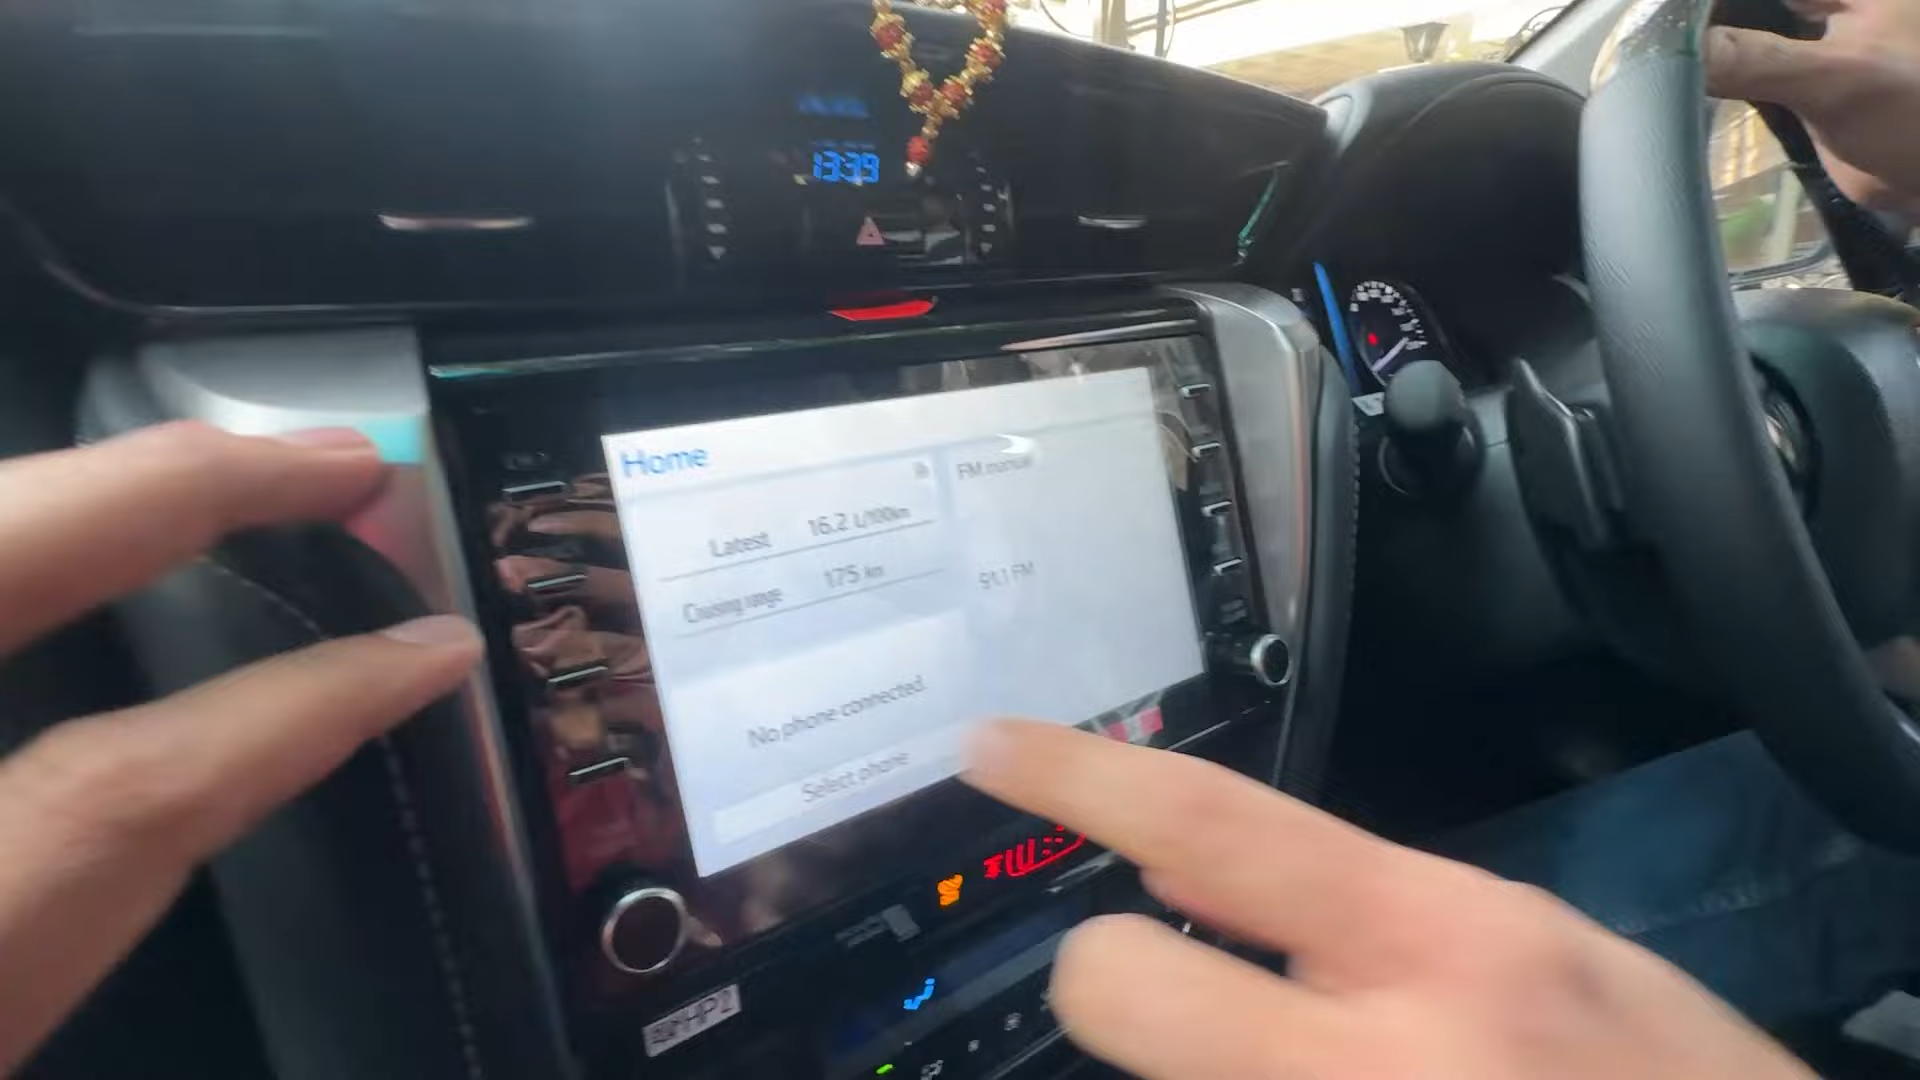 13:39
Home
FM manual
Latest 16.2 L/100km
Cruising range 175 km
91.1 FM
No phone connected.
Select phone